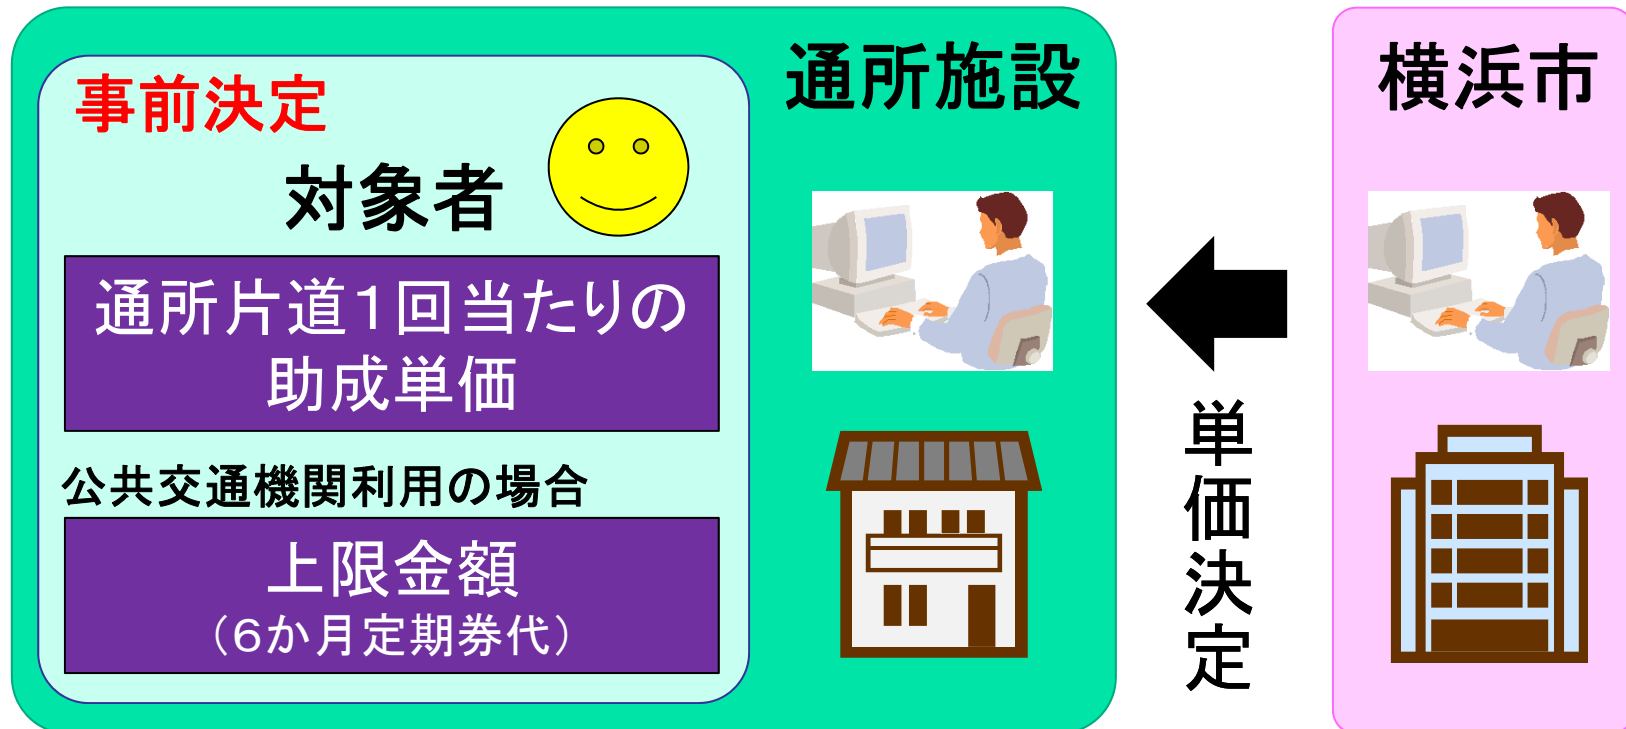 事前決定
対象者
通所片道１回当たりの
助成単価
公共交通機関利用の場合
上限金額
（６か月定期券代）
通所施設
単価決定
横浜市